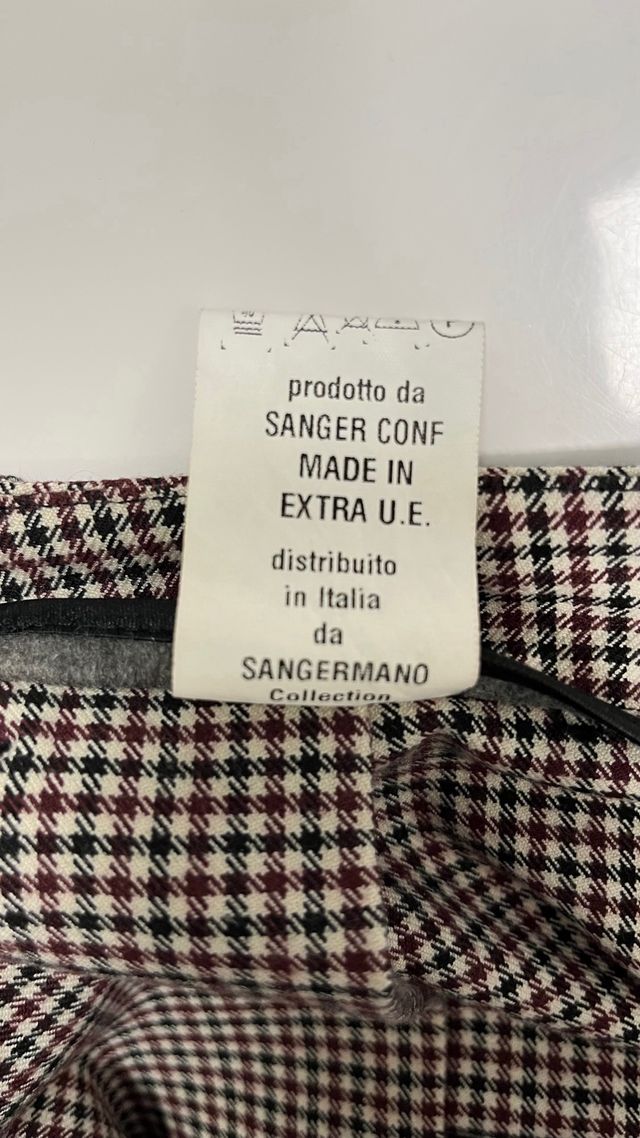 prodotto da
SANGER CONF
MADE IN
EXTRA U.E.
distribuito
in Italia
da
SANGERMANO
Collection